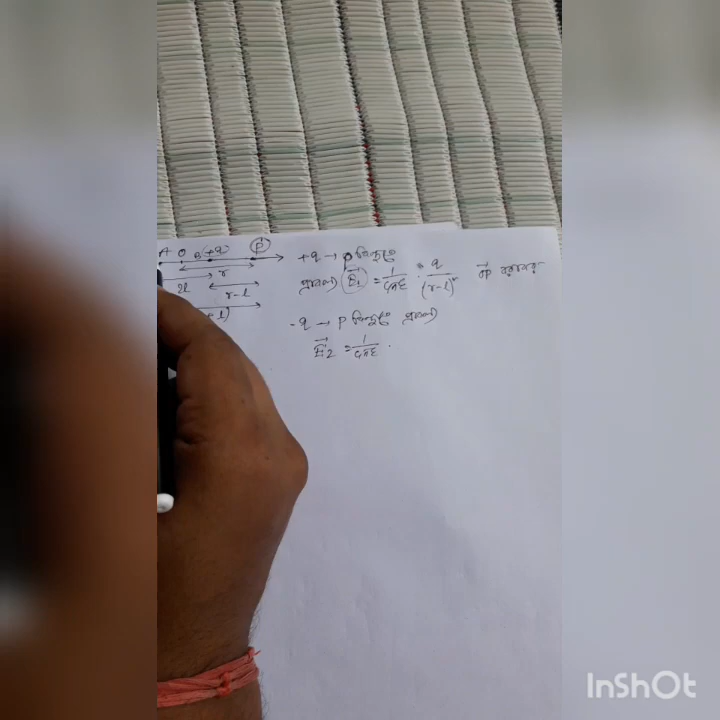 A O B (+q) P
r
2l
r-l
+l)
+q → P বিন্দুতে
প্রাবল্য E₁ = 1/4πε · q/(r-l)² OP বরাবর
-q → P বিন্দুতে প্রাবল্য
E₂ = 1/4πε ·
InShOt